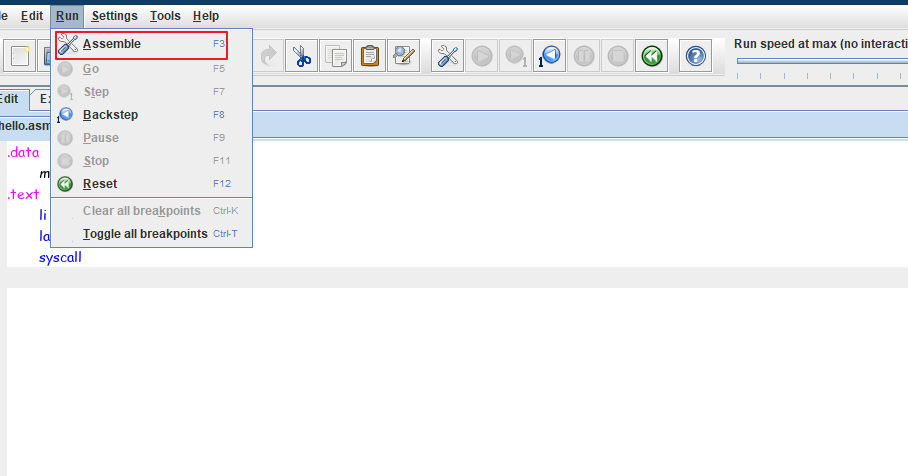 Edit Run Settings Tools Help
Assemble F3
Go F5
Step F7
Backstep F8
Pause F9
Stop F11
Reset F12
Clear all breakpoints Ctrl-K
Toggle all breakpoints Ctrl-T
Run speed at max (no interacti
1
1
Edit
hello.asm
.data
m
.text
li
la
syscall